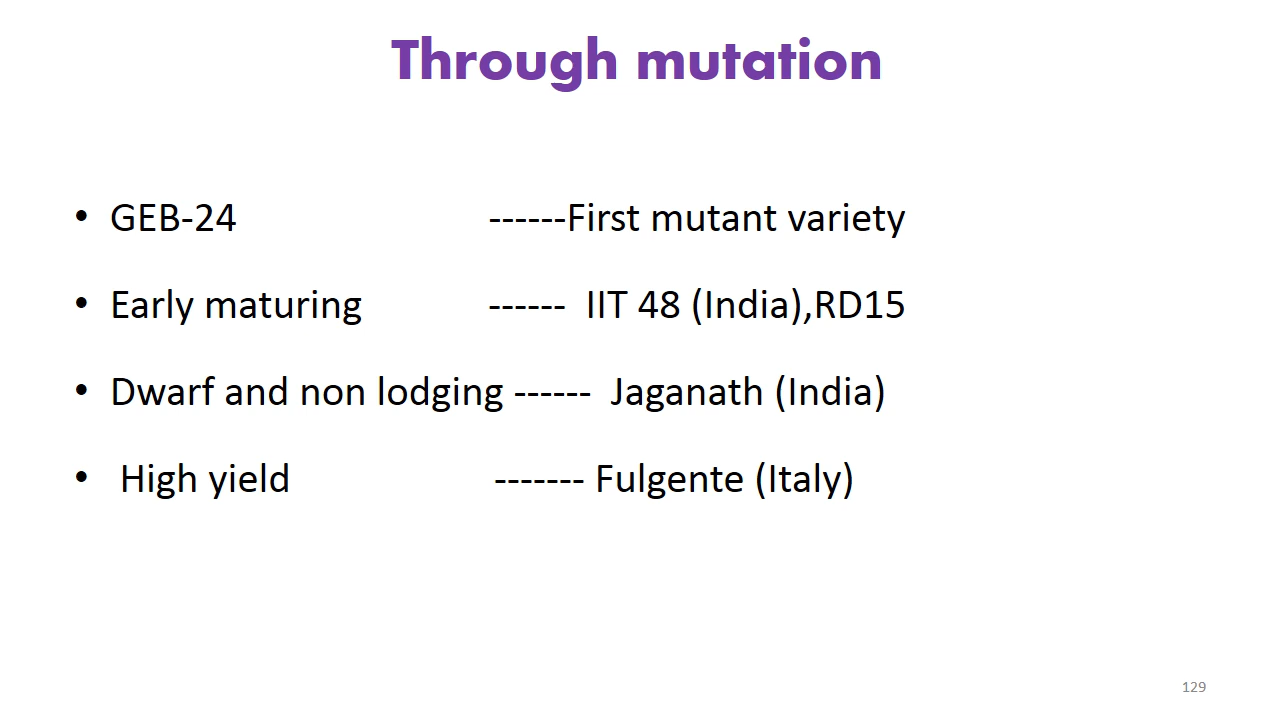 Through mutation
• GEB-24 ------First mutant variety
• Early maturing ------ IIT 48 (India),RD15
• Dwarf and non lodging ------ Jaganath (India)
• High yield ------- Fulgente (Italy)
129